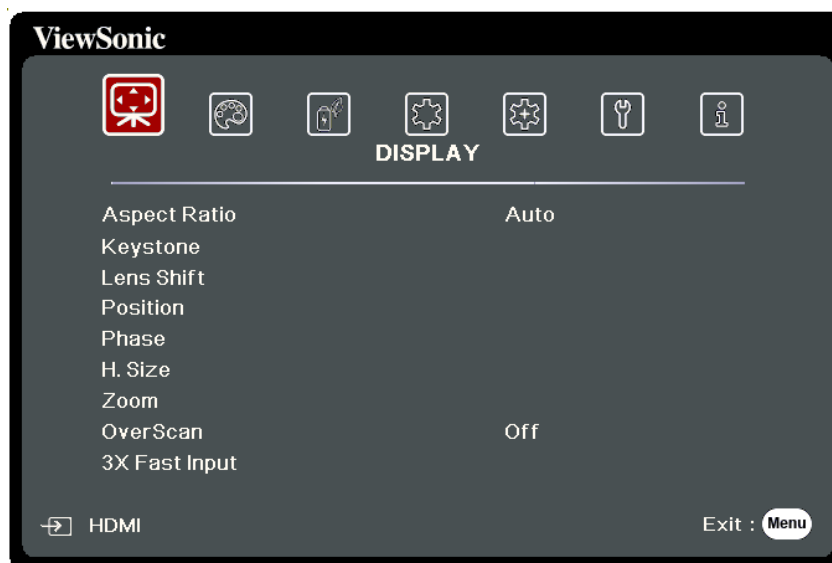 ViewSonic
DISPLAY
Aspect Ratio Auto
Keystone
Lens Shift
Position
Phase
H. Size
Zoom
OverScan Off
3X Fast Input
HDMI Exit : Menu